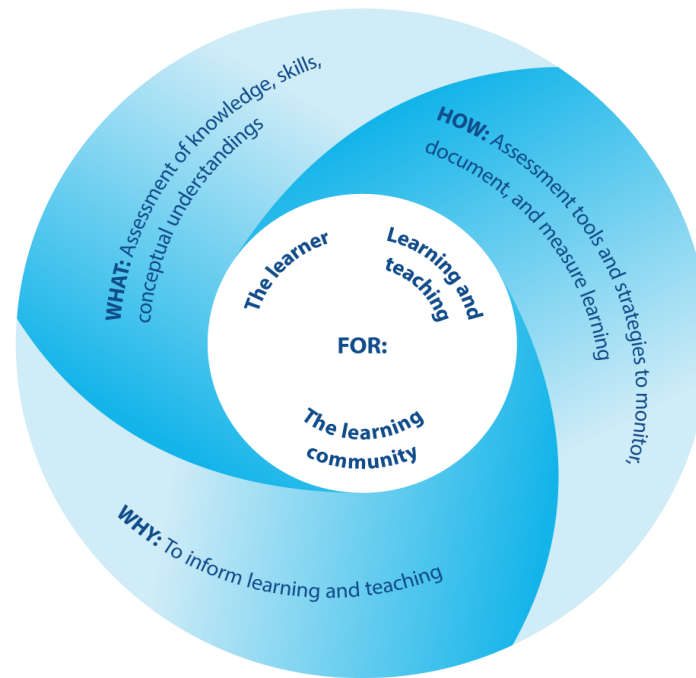 WHAT: Assessment of knowledge, skills,
conceptual understandings
HOW: Assessment tools and strategies to monitor,
document, and measure learning
The learner
Learning and
teaching
FOR:
The learning
community
WHY: To inform learning and teaching